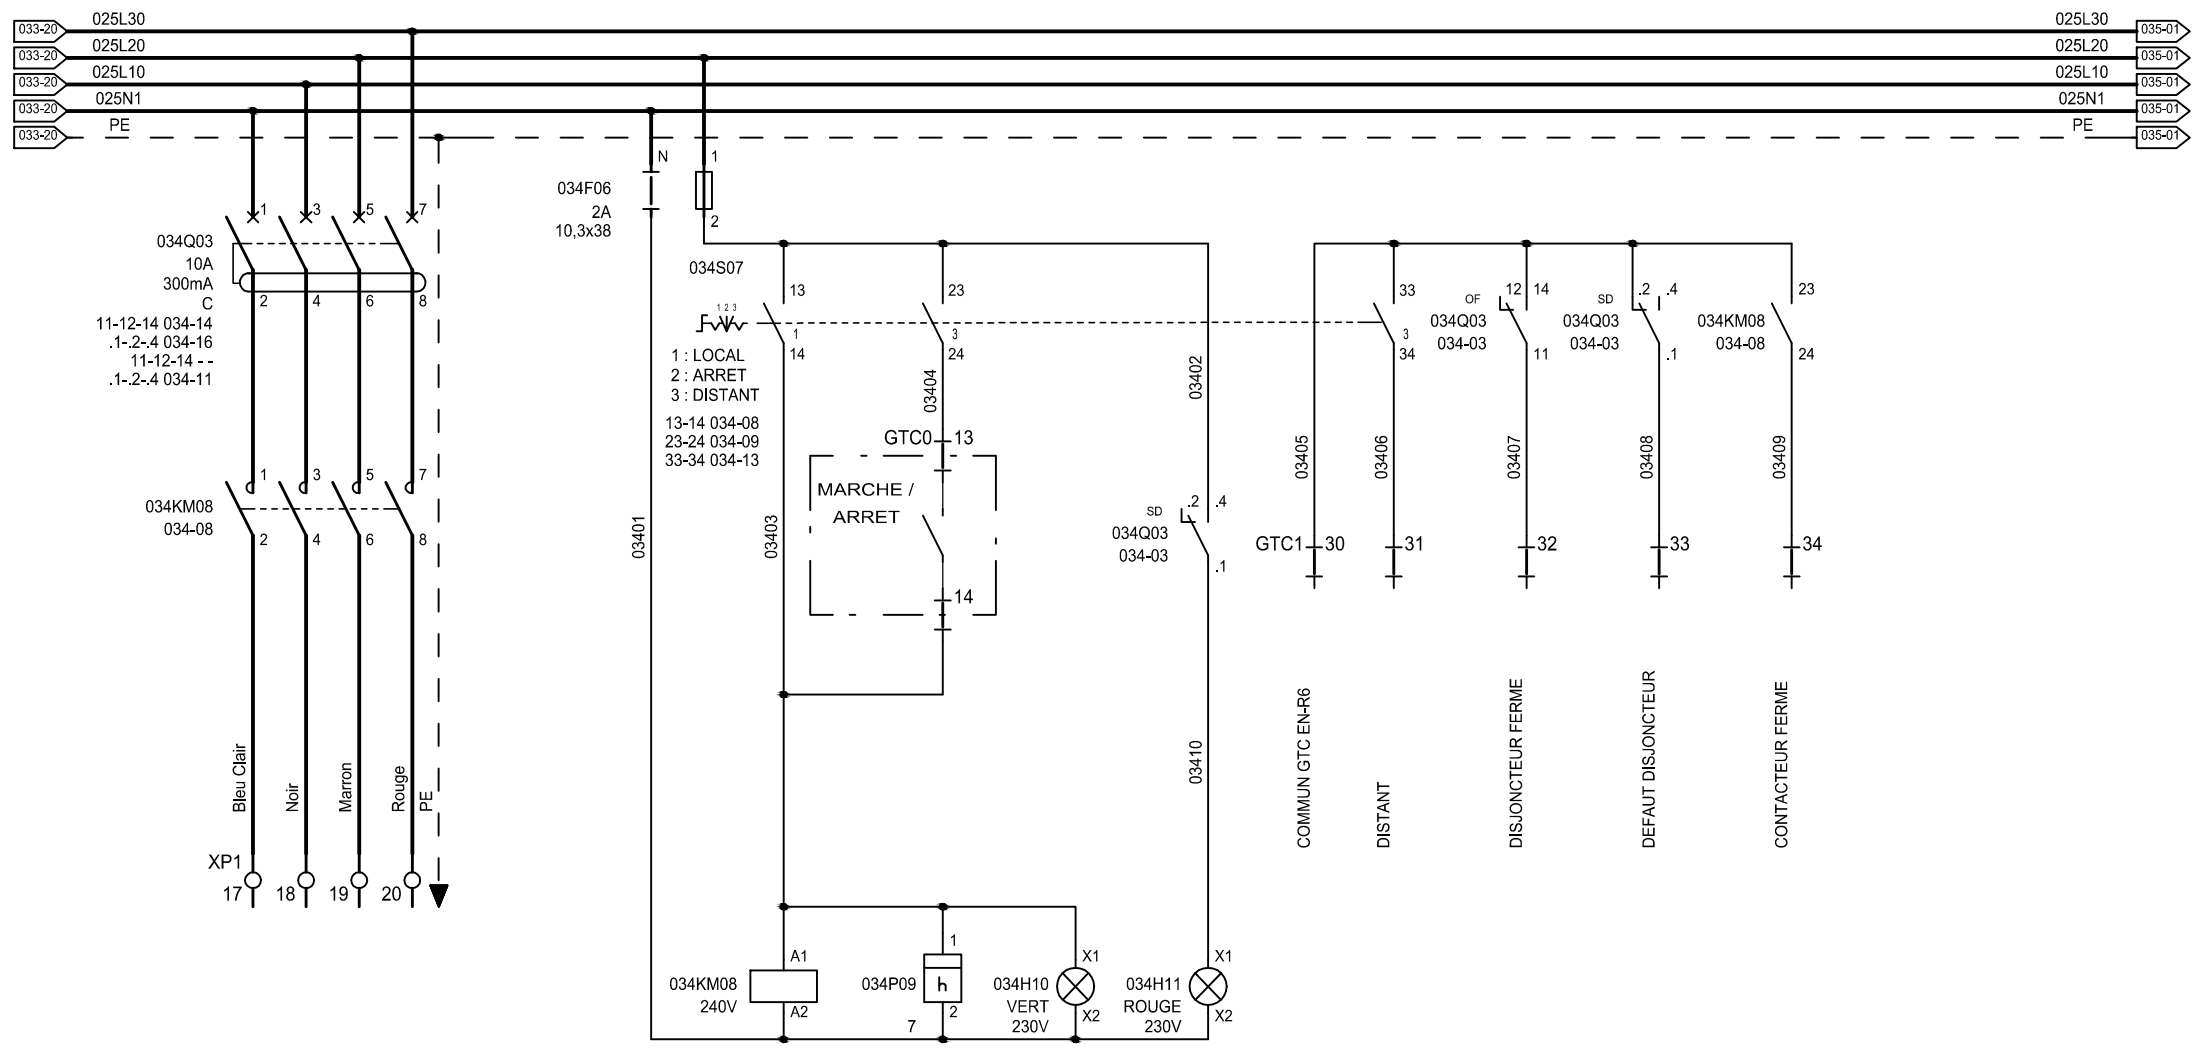 033-20
025L30
025L30
035-01
033-20
025L20
025L20
035-01
033-20
025L10
025L10
035-01
033-20
025N1
025N1
035-01
033-20
PE
PE
035-01
1
3
5
7
034Q03
10A
300mA
C
2
4
6
8
11-12-14 034-14
.1-.2-.4 034-16
11-12-14 - -
.1-.2-.4 034-11
1
3
5
7
034KM08
034-08
2
4
6
8
Bleu Clair
Noir
Marron
Rouge
PE
XP1
17
18
19
20
N
1
034F06
2A
10,3x38
2
034S07
1 2 3
1 : LOCAL
2 : ARRET
3 : DISTANT
13-14 034-08
23-24 034-09
33-34 034-13
13
1
14
23
3
24
03401
03403
03404
03402
GTC0
13
MARCHE /
ARRET
14
.2
.4
SD
034Q03
034-03
.1
03410
33
3
34
12
14
OF
034Q03
034-03
11
.2
.4
SD
034Q03
034-03
.1
23
034KM08
034-08
24
03405
03406
03407
03408
03409
GTC1
30
31
32
33
34
COMMUN GTC EN-R6
DISTANT
DISJONCTEUR FERME
DEFAUT DISJONCTEUR
CONTACTEUR FERME
A1
034KM08
240V
A2
1
034P09
h
2
7
X1
034H10
VERT
230V
X2
X1
034H11
ROUGE
230V
X2